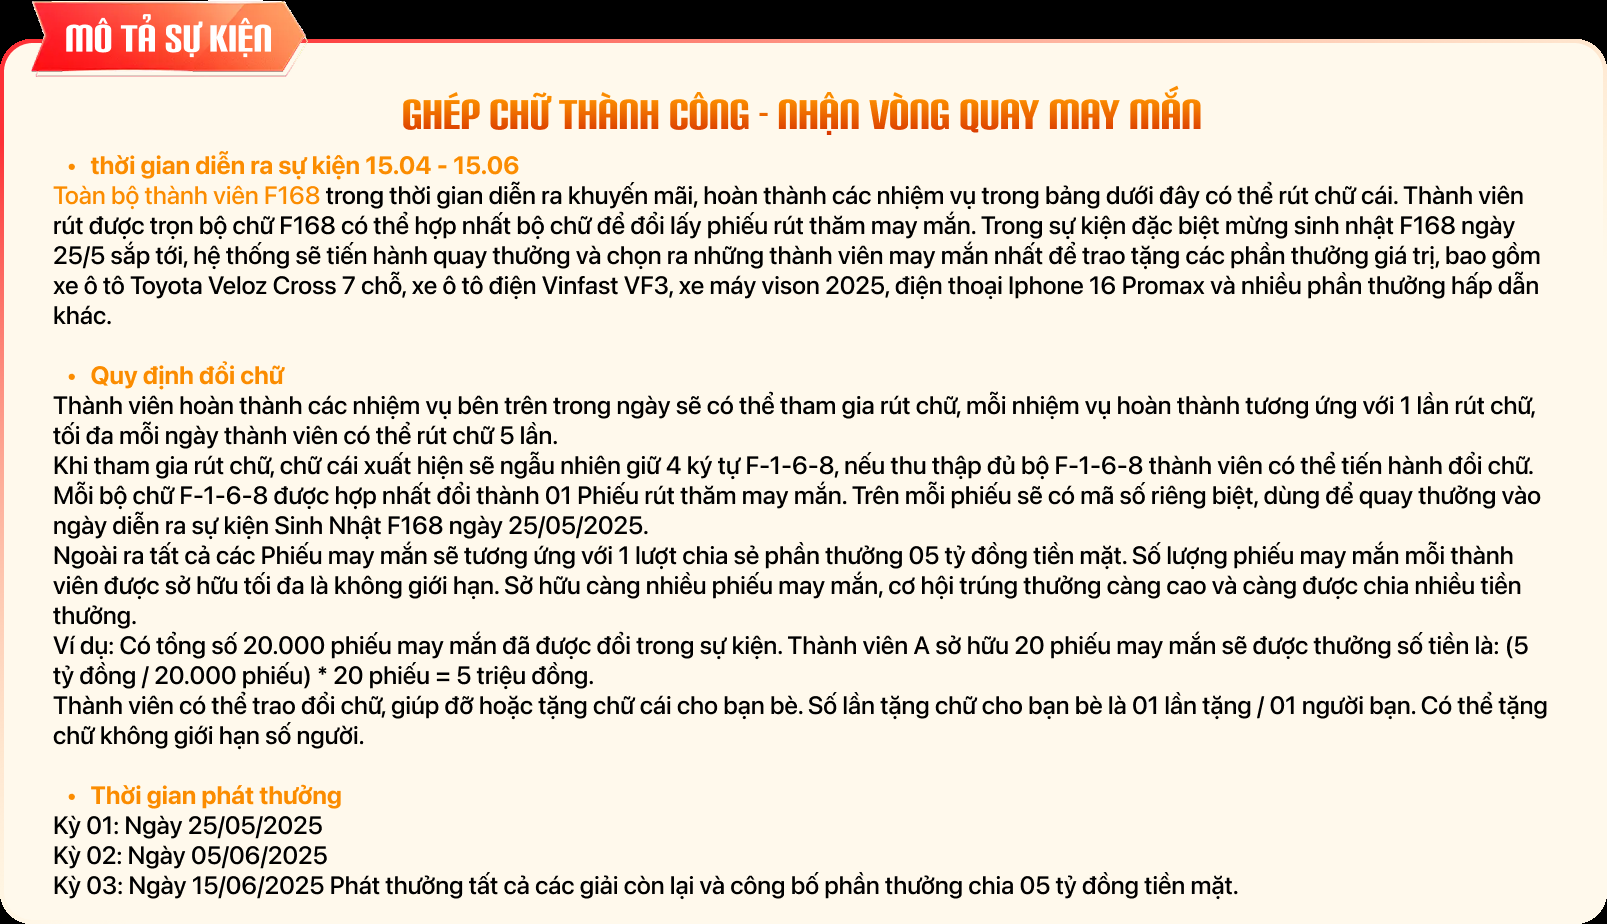 MÔ TẢ SỰ KIỆN
GHÉP CHỮ THÀNH CÔNG - NHẬN VÒNG QUAY MAY MẮN
• thời gian diễn ra sự kiện 15.04 - 15.06
Toàn bộ thành viên F168 trong thời gian diễn ra khuyến mãi, hoàn thành các nhiệm vụ trong bảng dưới đây có thể rút chữ cái. Thành viên
rút được trọn bộ chữ F168 có thể hợp nhất bộ chữ để đổi lấy phiếu rút thăm may mắn. Trong sự kiện đặc biệt mừng sinh nhật F168 ngày
25/5 sắp tới, hệ thống sẽ tiến hành quay thưởng và chọn ra những thành viên may mắn nhất để trao tặng các phần thưởng giá trị, bao gồm
xe ô tô Toyota Veloz Cross 7 chỗ, xe ô tô điện Vinfast VF3, xe máy vison 2025, điện thoại Iphone 16 Promax và nhiều phần thưởng hấp dẫn
khác.
• Quy định đổi chữ
Thành viên hoàn thành các nhiệm vụ bên trên trong ngày sẽ có thể tham gia rút chữ, mỗi nhiệm vụ hoàn thành tương ứng với 1 lần rút chữ,
tối đa mỗi ngày thành viên có thể rút chữ 5 lần.
Khi tham gia rút chữ, chữ cái xuất hiện sẽ ngẫu nhiên giữ 4 ký tự F-1-6-8, nếu thu thập đủ bộ F-1-6-8 thành viên có thể tiến hành đổi chữ.
Mỗi bộ chữ F-1-6-8 được hợp nhất đổi thành 01 Phiếu rút thăm may mắn. Trên mỗi phiếu sẽ có mã số riêng biệt, dùng để quay thưởng vào
ngày diễn ra sự kiện Sinh Nhật F168 ngày 25/05/2025.
Ngoài ra tất cả các Phiếu may mắn sẽ tương ứng với 1 lượt chia sẻ phần thưởng 05 tỷ đồng tiền mặt. Số lượng phiếu may mắn mỗi thành
viên được sở hữu tối đa là không giới hạn. Sở hữu càng nhiều phiếu may mắn, cơ hội trúng thưởng càng cao và càng được chia nhiều tiền
thưởng.
Ví dụ: Có tổng số 20.000 phiếu may mắn đã được đổi trong sự kiện. Thành viên A sở hữu 20 phiếu may mắn sẽ được thưởng số tiền là: (5
tỷ đồng / 20.000 phiếu) * 20 phiếu = 5 triệu đồng.
Thành viên có thể trao đổi chữ, giúp đỡ hoặc tặng chữ cái cho bạn bè. Số lần tặng chữ cho bạn bè là 01 lần tặng / 01 người bạn. Có thể tặng
chữ không giới hạn số người.
• Thời gian phát thưởng
Kỳ 01: Ngày 25/05/2025
Kỳ 02: Ngày 05/06/2025
Kỳ 03: Ngày 15/06/2025 Phát thưởng tất cả các giải còn lại và công bố phần thưởng chia 05 tỷ đồng tiền mặt.